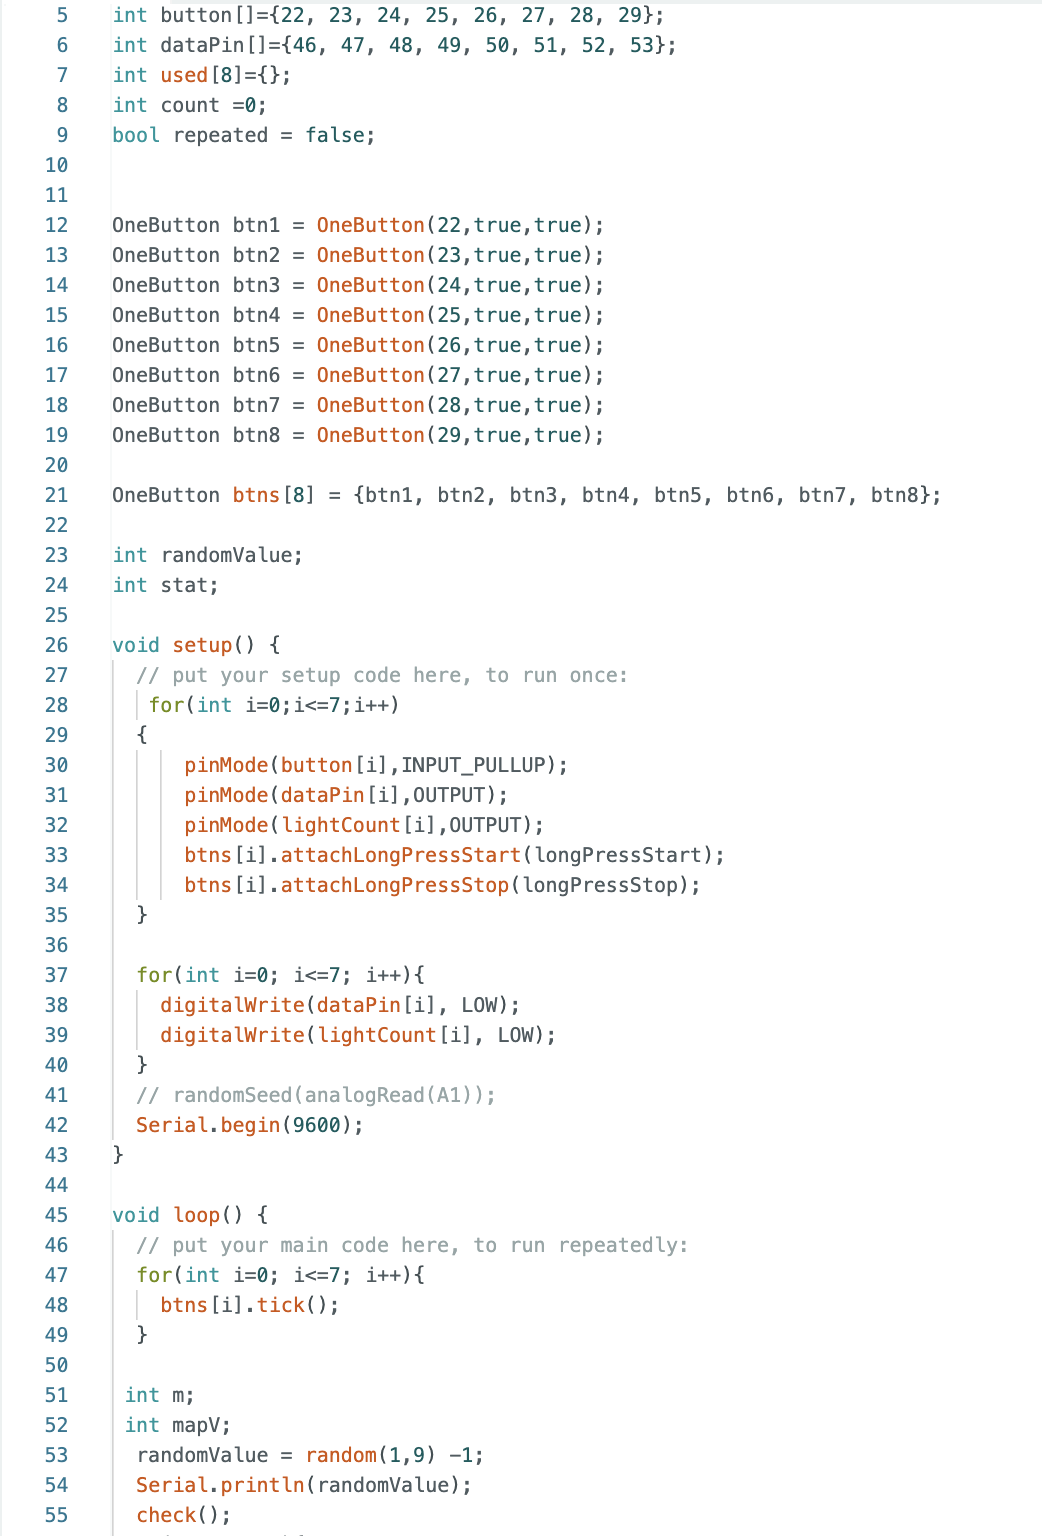 5 int button[]={22, 23, 24, 25, 26, 27, 28, 29};
6 int dataPin[]={46, 47, 48, 49, 50, 51, 52, 53};
7 int used[8]={};
8 int count =0;
9 bool repeated = false;
10
11
12 OneButton btn1 = OneButton(22,true,true);
13 OneButton btn2 = OneButton(23,true,true);
14 OneButton btn3 = OneButton(24,true,true);
15 OneButton btn4 = OneButton(25,true,true);
16 OneButton btn5 = OneButton(26,true,true);
17 OneButton btn6 = OneButton(27,true,true);
18 OneButton btn7 = OneButton(28,true,true);
19 OneButton btn8 = OneButton(29,true,true);
20
21 OneButton btns[8] = {btn1, btn2, btn3, btn4, btn5, btn6, btn7, btn8};
22
23 int randomValue;
24 int stat;
25
26 void setup() {
27 // put your setup code here, to run once:
28 for(int i=0;i<=7;i++)
29 {
30 pinMode(button[i],INPUT_PULLUP);
31 pinMode(dataPin[i],OUTPUT);
32 pinMode(lightCount[i],OUTPUT);
33 btns[i].attachLongPressStart(longPressStart);
34 btns[i].attachLongPressStop(longPressStop);
35 }
36
37 for(int i=0; i<=7; i++){
38 digitalWrite(dataPin[i], LOW);
39 digitalWrite(lightCount[i], LOW);
40 }
41 // randomSeed(analogRead(A1));
42 Serial.begin(9600);
43 }
44
45 void loop() {
46 // put your main code here, to run repeatedly:
47 for(int i=0; i<=7; i++){
48 btns[i].tick();
49 }
50
51 int m;
52 int mapV;
53 randomValue = random(1,9) -1;
54 Serial.println(randomValue);
55 check();